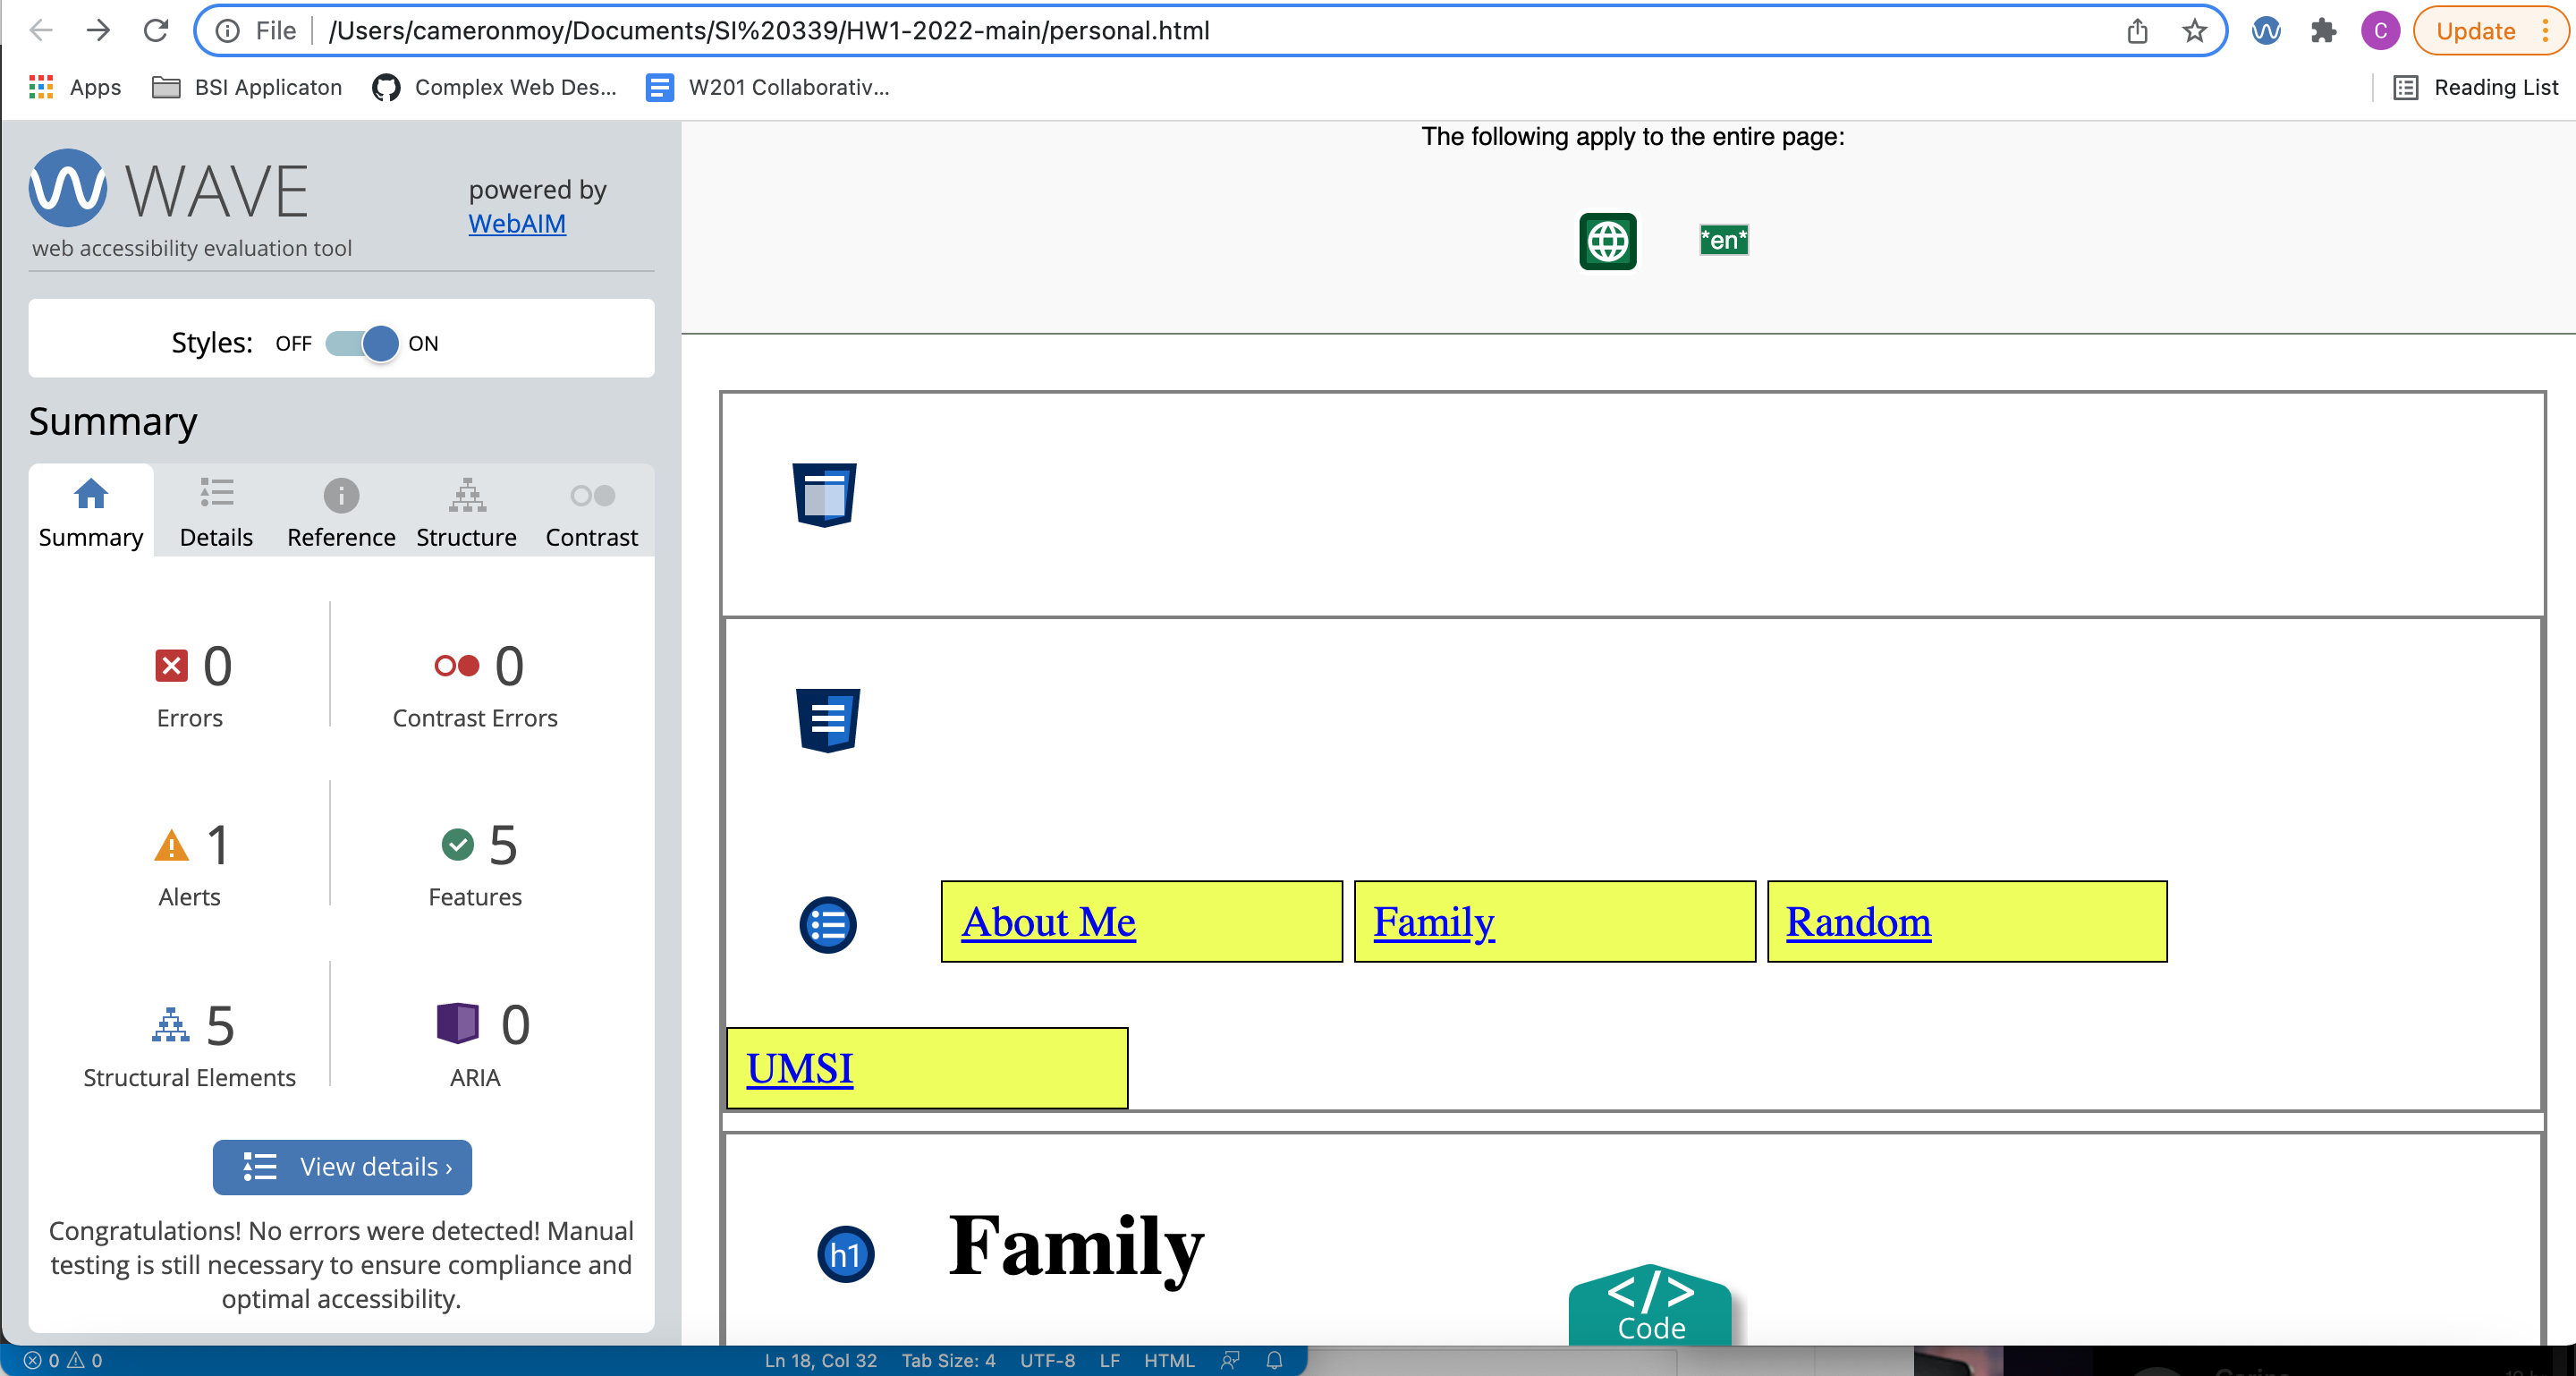 File /Users/cameronmoy/Documents/SI%20339/HW1-2022-main/personal.html
C
Update
Apps
BSI Applicaton
Complex Web Des...
W201 Collaborativ...
Reading List
WAVE
powered by
WebAIM
web accessibility evaluation tool
Styles: OFF ON
Summary
Summary Details Reference Structure Contrast
0 Errors
0 Contrast Errors
1 Alerts
5 Features
5 Structural Elements
0 ARIA
View details ›
Congratulations! No errors were detected! Manual
testing is still necessary to ensure compliance and
optimal accessibility.
The following apply to the entire page:
*en*
About Me
Family
Random
UMSI
h1
Family
</>
Code
0 0
Ln 18, Col 32 Tab Size: 4 UTF-8 LF HTML